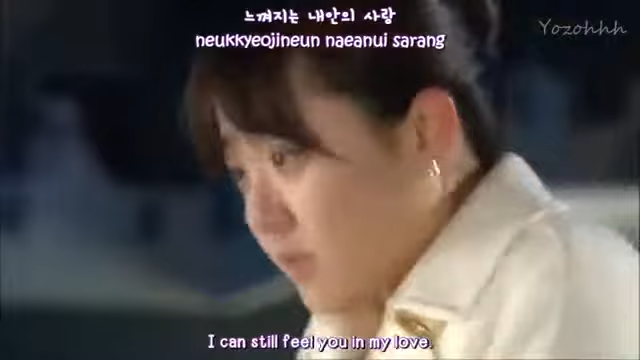 느껴지는 내안의 사랑
Yozohhh
neukkyeojineun naeanui sarang
I can still feel you in my love.